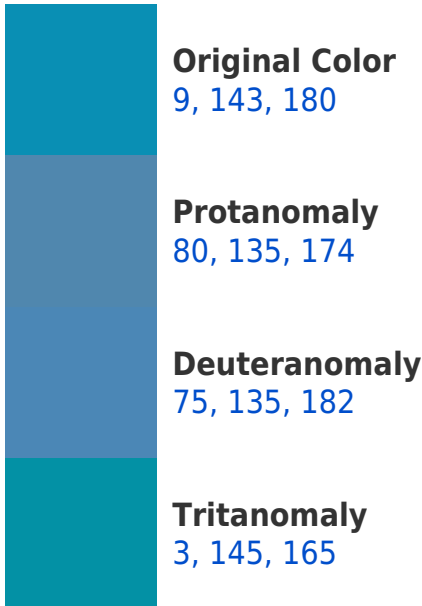 Original Color
9, 143, 180
Protanomaly
80, 135, 174
Deuteranomaly
75, 135, 182
Tritanomaly
3, 145, 165